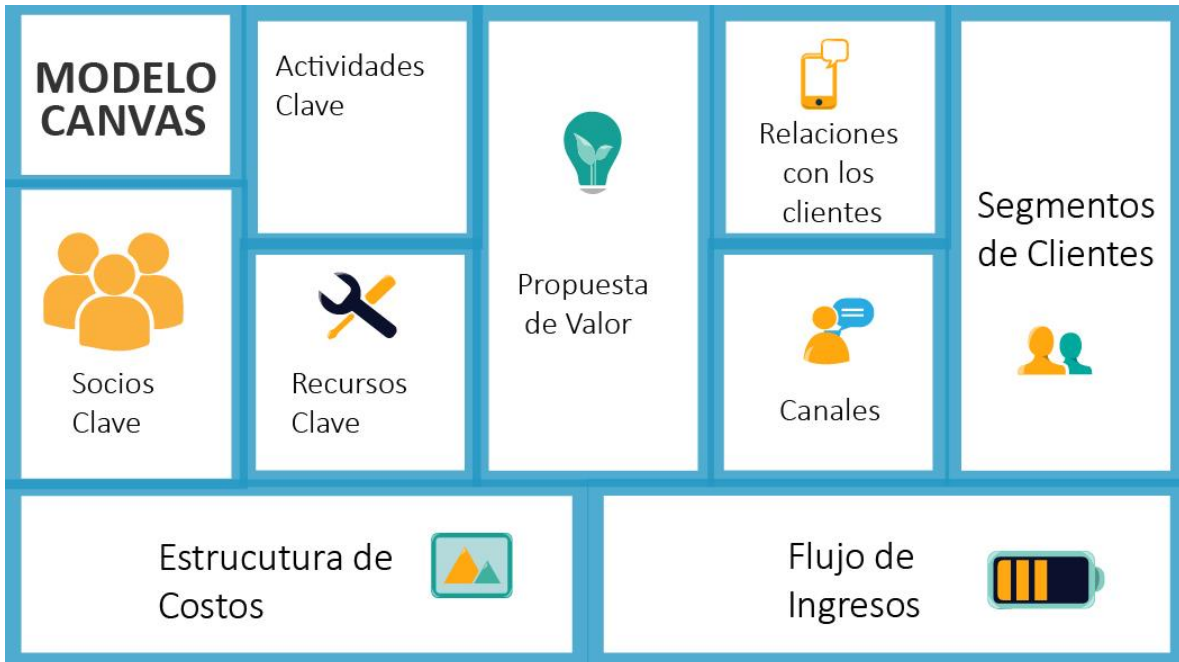 MODELO
CANVAS
Socios
Clave
Actividades
Clave
Recursos
Clave
Propuesta
de Valor
Relaciones
con los
clientes
Canales
Segmentos
de Clientes
Estrucutura de
Costos
Flujo de
Ingresos